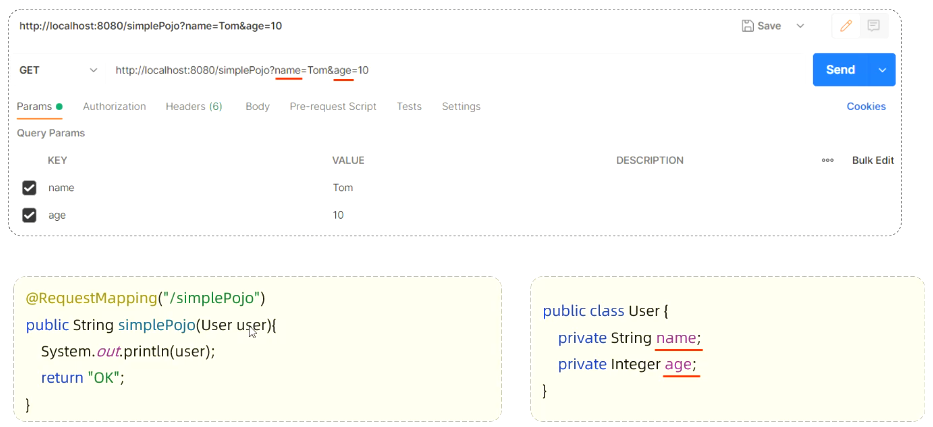 http://localhost:8080/simplePojo?name=Tom&age=10 Save
GET http://localhost:8080/simplePojo?name=Tom&age=10 Send
Params Authorization Headers (6) Body Pre-request Script Tests Settings Cookies
Query Params
KEY VALUE DESCRIPTION ooo Bulk Edit
name Tom
age 10
@RequestMapping("/simplePojo")
public String simplePojo(User user){
System.out.println(user);
return "OK";
}
public class User {
private String name;
private Integer age;
}